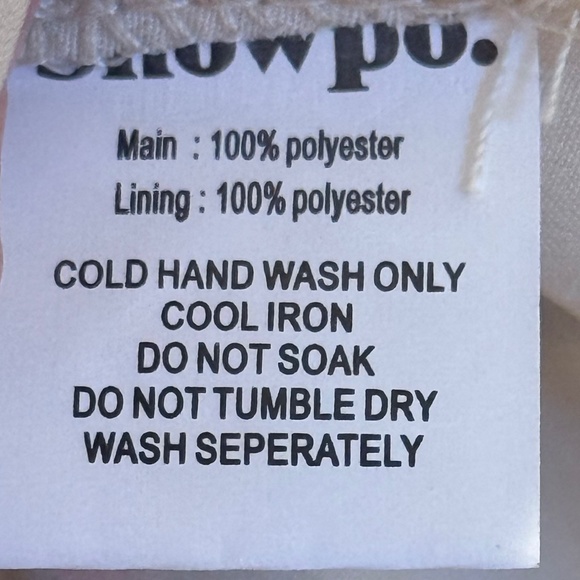 showpo.
Main : 100% polyester
Lining : 100% polyester
COLD HAND WASH ONLY
COOL IRON
DO NOT SOAK
DO NOT TUMBLE DRY
WASH SEPERATELY